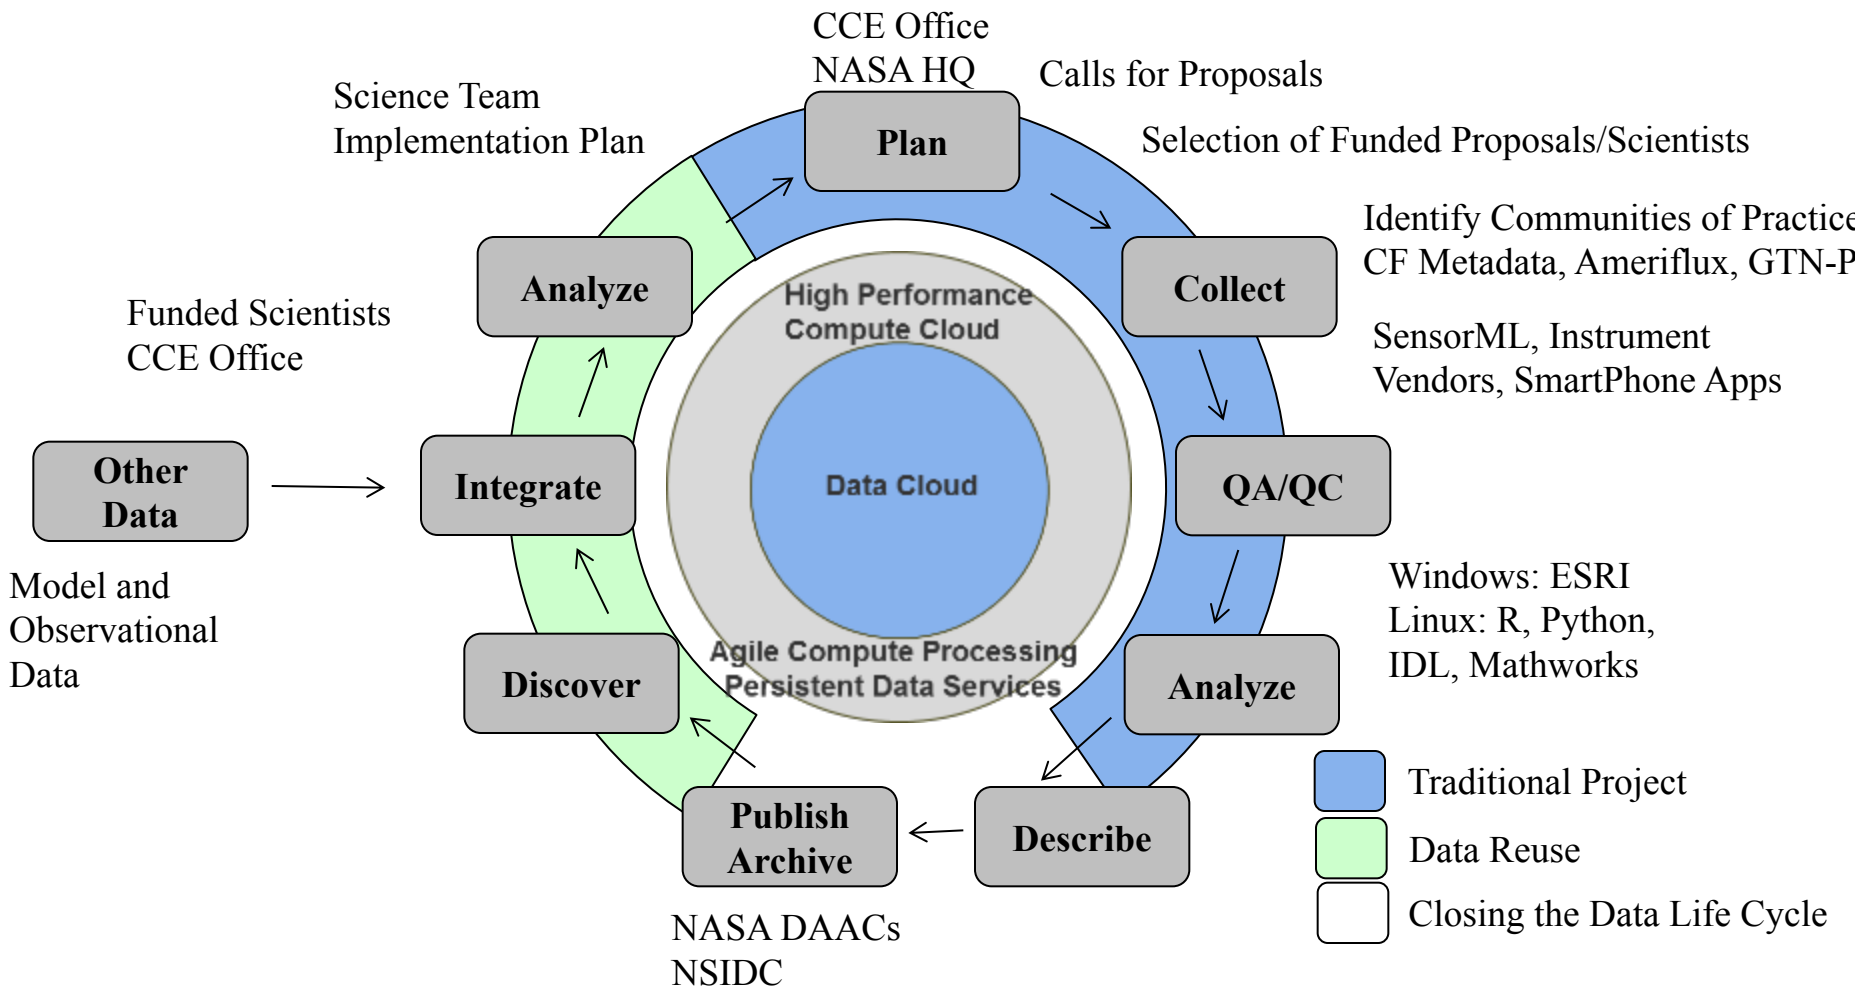 CCE Office
NASA HQ
Calls for Proposals
Science Team
Implementation Plan
Plan
Selection of Funded Proposals/Scientists
Identify Communities of Practice
CF Metadata, Ameriflux, GTN-P
Analyze
Collect
High Performance
Compute Cloud
Funded Scientists
CCE Office
SensorML, Instrument
Vendors, SmartPhone Apps
Other
Data
Integrate
Data Cloud
QA/QC
Model and
Observational
Data
Windows: ESRI
Linux: R, Python,
IDL, Mathworks
Discover
Agile Compute Processing
Persistent Data Services
Analyze
Publish
Archive
Describe
Traditional Project
Data Reuse
Closing the Data Life Cycle
NASA DAACs
NSIDC